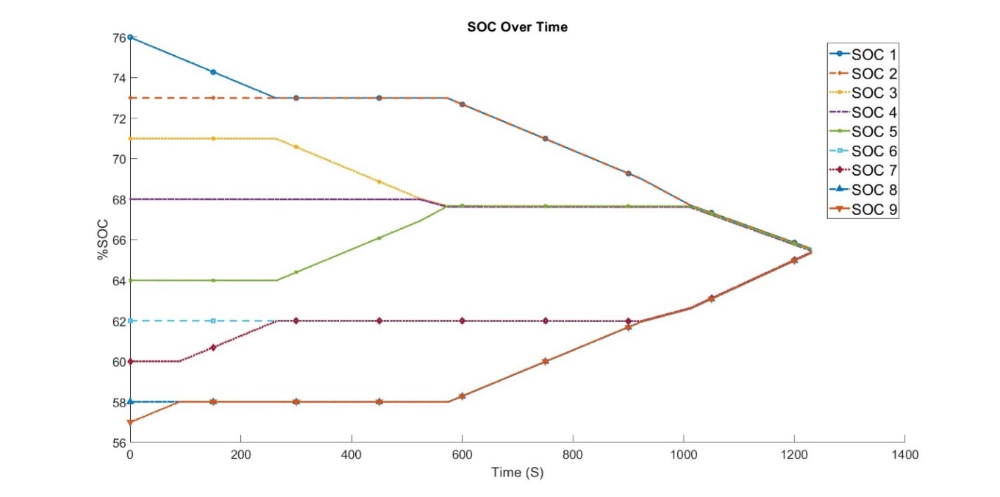 SOC Over Time
76
74
72
70
68
66
64
62
60
58
56
%SOC
0
200
400
600
800
1000
1200
1400
Time (S)
SOC 1
SOC 2
SOC 3
SOC 4
SOC 5
SOC 6
SOC 7
SOC 8
SOC 9